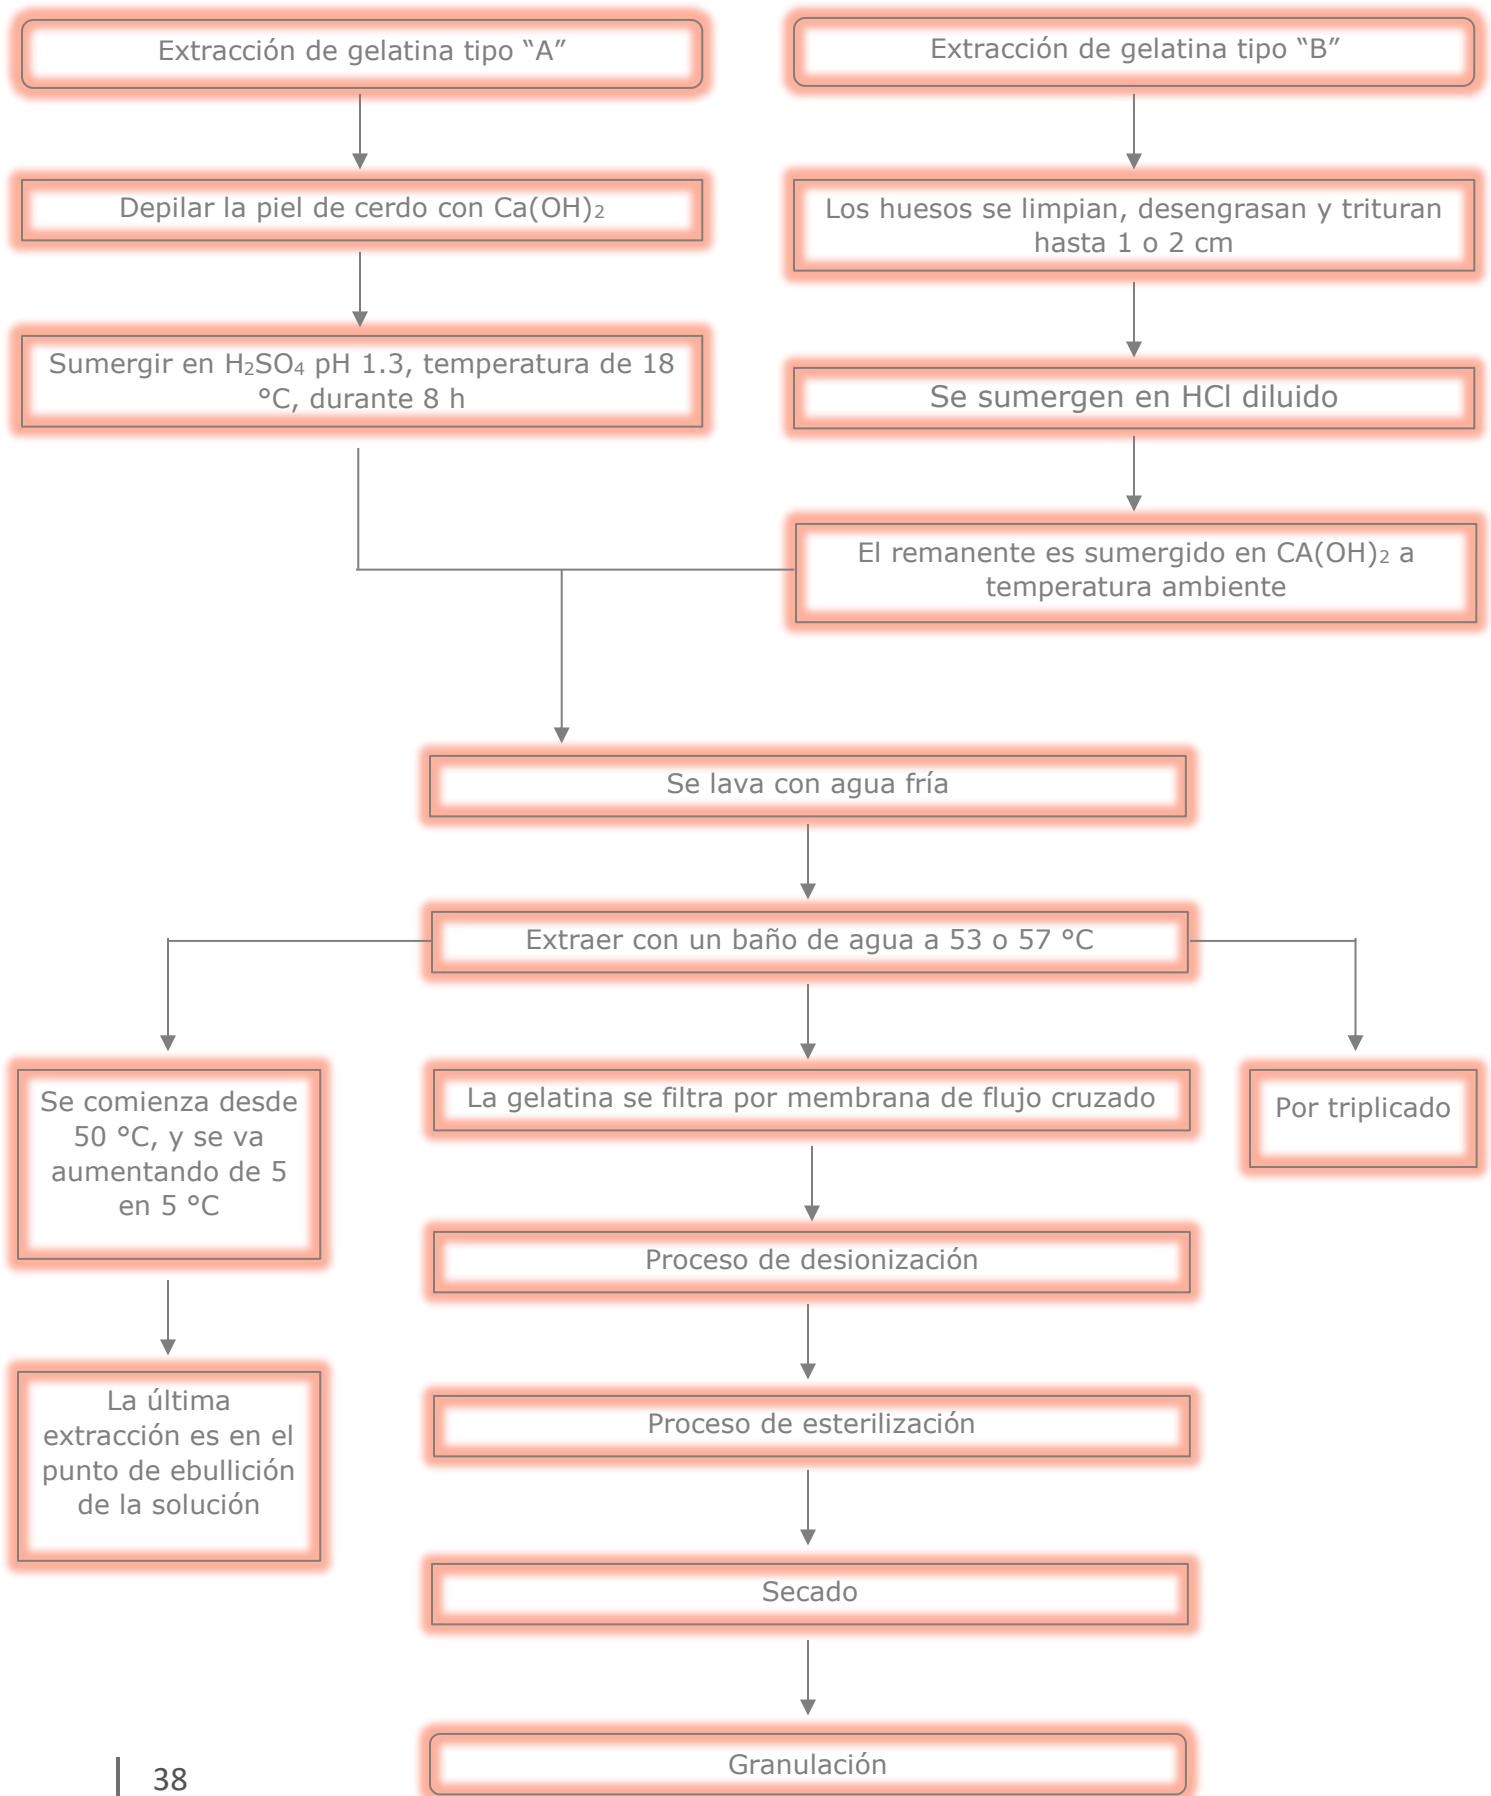 Extracción de gelatina tipo “A”
Extracción de gelatina tipo “B”
Depilar la piel de cerdo con Ca(OH)₂
Los huesos se limpian, desengrasan y trituran
hasta 1 o 2 cm
Sumergir en H₂SO₄ pH 1.3, temperatura de 18
°C, durante 8 h
Se sumergen en HCl diluido
El remanente es sumergido en CA(OH)₂ a
temperatura ambiente
Se lava con agua fría
Extraer con un baño de agua a 53 o 57 °C
Se comienza desde
50 °C, y se va
aumentando de 5
en 5 °C
La gelatina se filtra por membrana de flujo cruzado
Por triplicado
Proceso de desionización
La última
extracción es en el
punto de ebullición
de la solución
Proceso de esterilización
Secado
Granulación
38